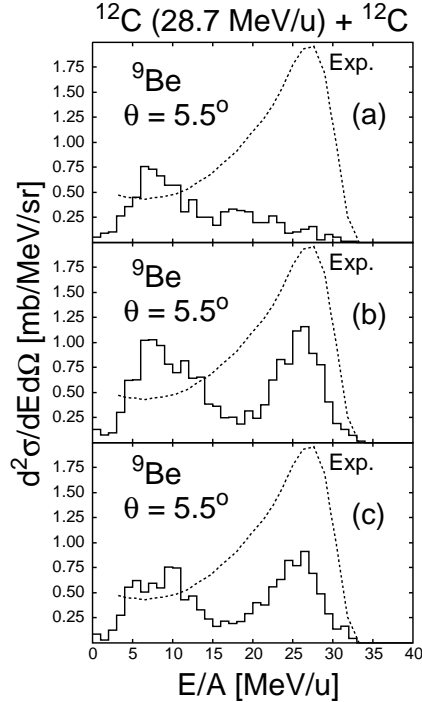 ¹²C (28.7 MeV/u) + ¹²C
1.75
1.50
1.25
1.00
0.75
0.50
0.25
⁹Be
θ = 5.5°
Exp.
(a)
1.75
1.50
1.25
1.00
0.75
0.50
0.25
⁹Be
θ = 5.5°
Exp.
(b)
1.75
1.50
1.25
1.00
0.75
0.50
0.25
⁹Be
θ = 5.5°
Exp.
(c)
d²σ/dEdΩ [mb/MeV/sr]
0 5 10 15 20 25 30 35 40
E/A [MeV/u]